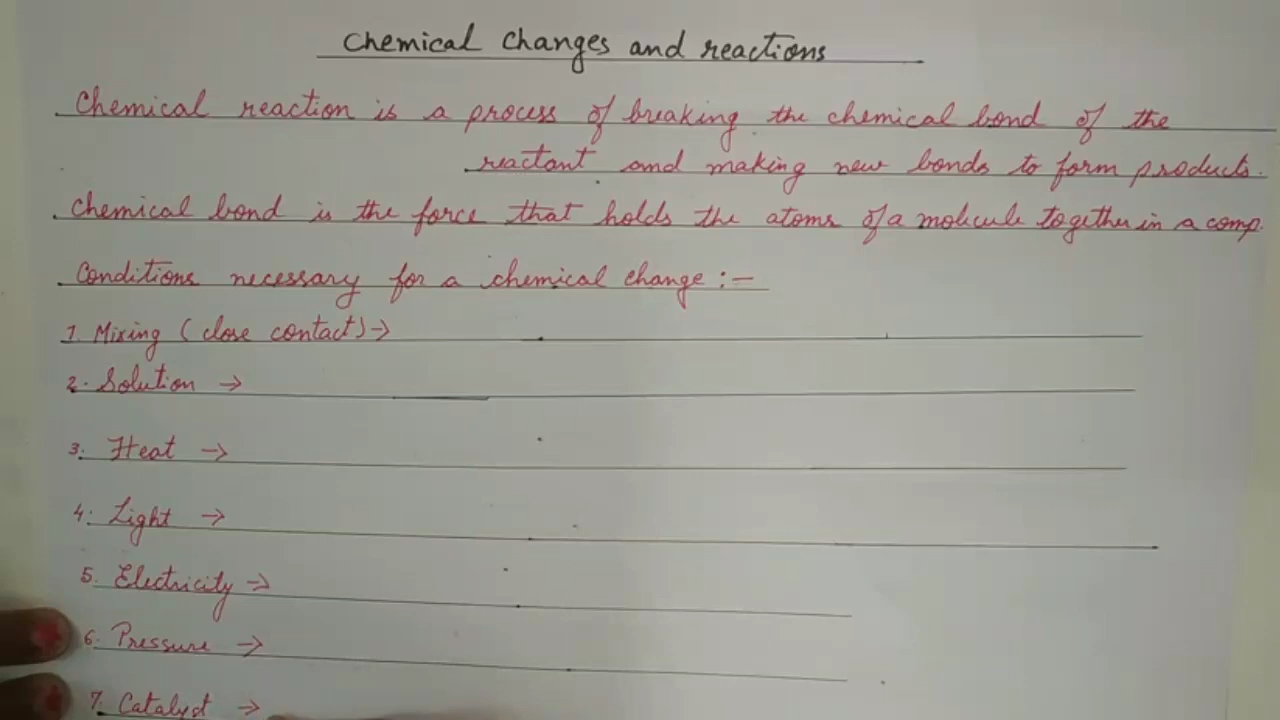 Chemical changes and reactions
Chemical reaction is a process of breaking the chemical bond of the
reactant and making new bonds to form products.
Chemical bond is the force that holds the atoms of a molecule together in a comp.
Conditions necessary for a chemical change :-
1. Mixing (close contact) →
2. Solution →
3. Heat →
4. Light →
5. Electricity →
6. Pressure →
7. Catalyst →